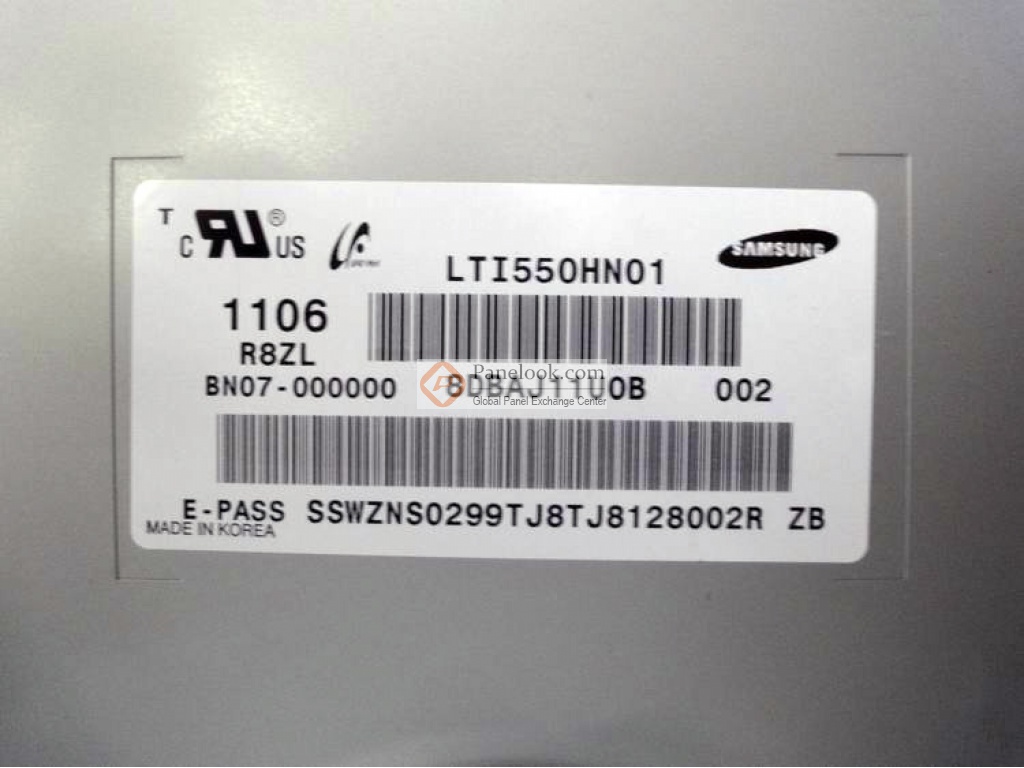 T
C RU ® US
SAMSUNG
LTI550HN01
1106
R8ZL
BN07-000000 8DBAJ11U0B 002
Panelook.com
Global Panel Exchange Center
E-PASS SSWZNS0299TJ8TJ8128002R ZB
MADE IN KOREA